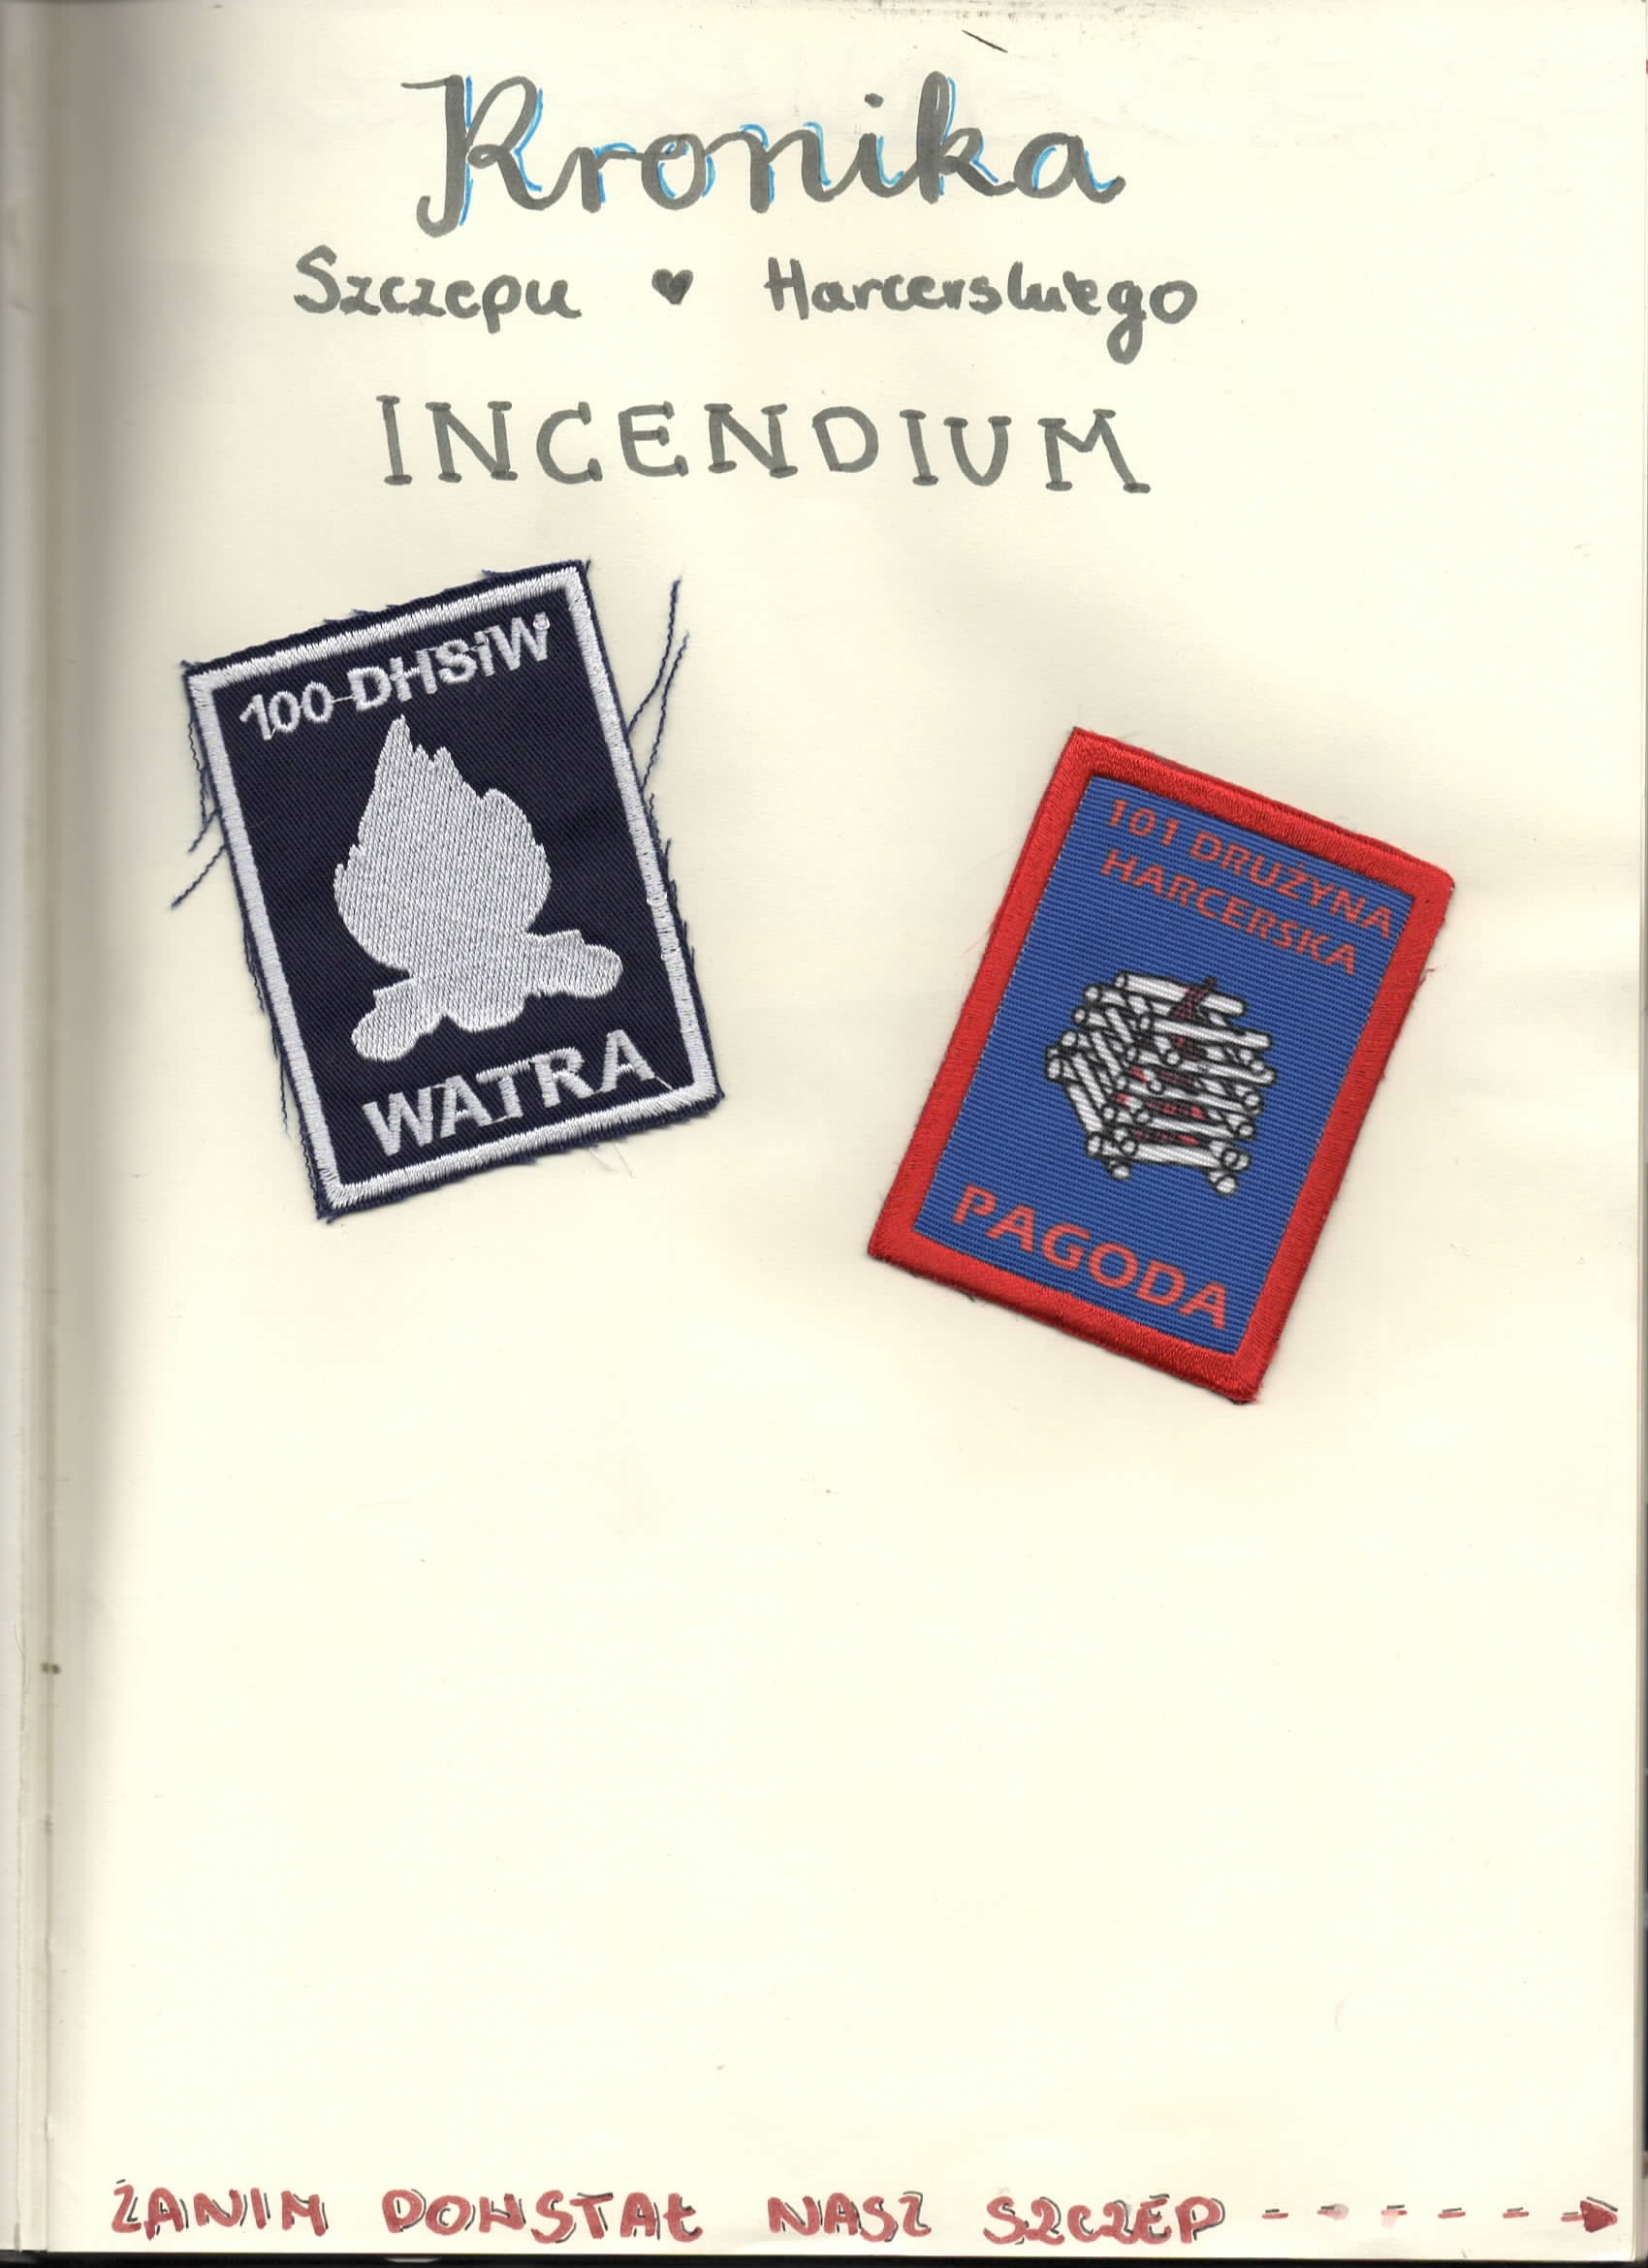 Kronika
Szczepu ♥ Harcerskiego
INCENDIUM
100-DHSiW
WATRA
101 DRUŻYNA
HARCERSKA
PAGODA
ZANIM POWSTAŁ NASZ SZCZEP